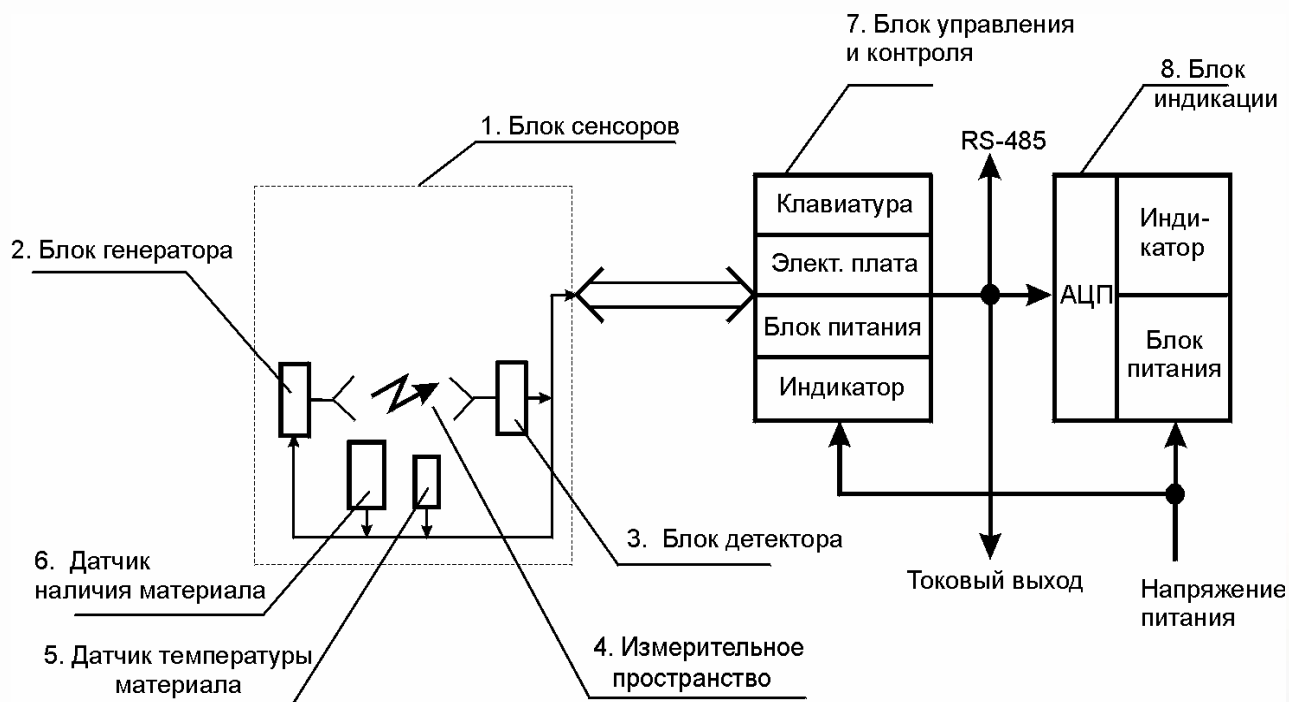 7. Блок управления
и контроля
8. Блок
индикации
1. Блок сенсоров
RS-485
2. Блок генератора
Клавиатура
Элект. плата
Блок питания
Индикатор
АЦП
Инди-
катор
Блок
питания
3. Блок детектора
6. Датчик
наличия материала
Токовый выход
Напряжение
питания
5. Датчик температуры
материала
4. Измерительное
пространство